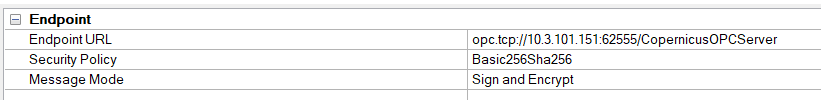 Endpoint
Endpoint URL opc.tcp://10.3.101.151:62555/CopernicusOPCServer
Security Policy Basic256Sha256
Message Mode Sign and Encrypt